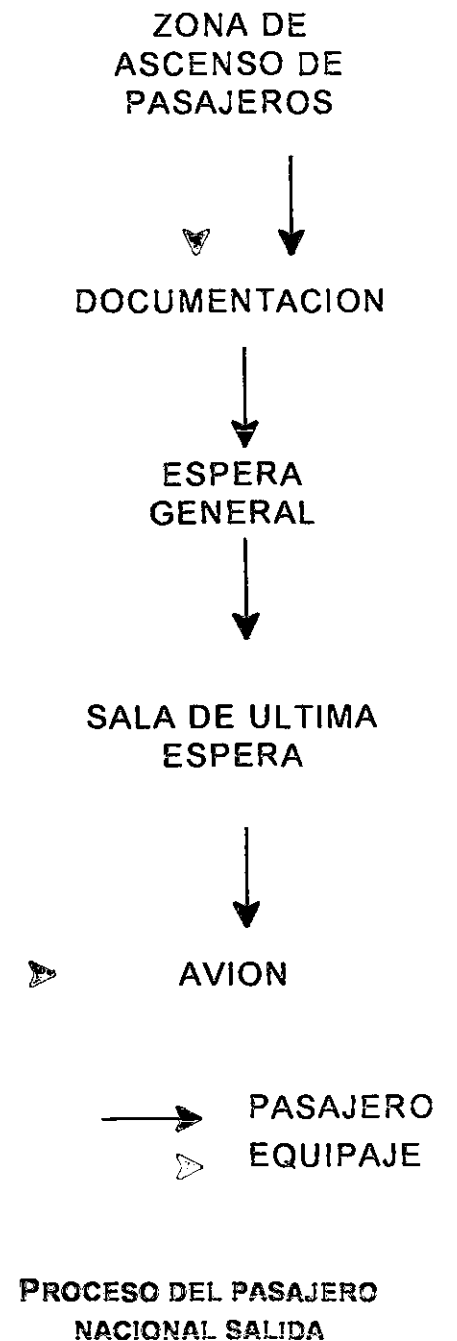 ZONA DE
ASCENSO DE
PASAJEROS
DOCUMENTACION
ESPERA
GENERAL
SALA DE ULTIMA
ESPERA
AVION
PASAJERO
EQUIPAJE
PROCESO DEL PASAJERO
NACIONAL SALIDA